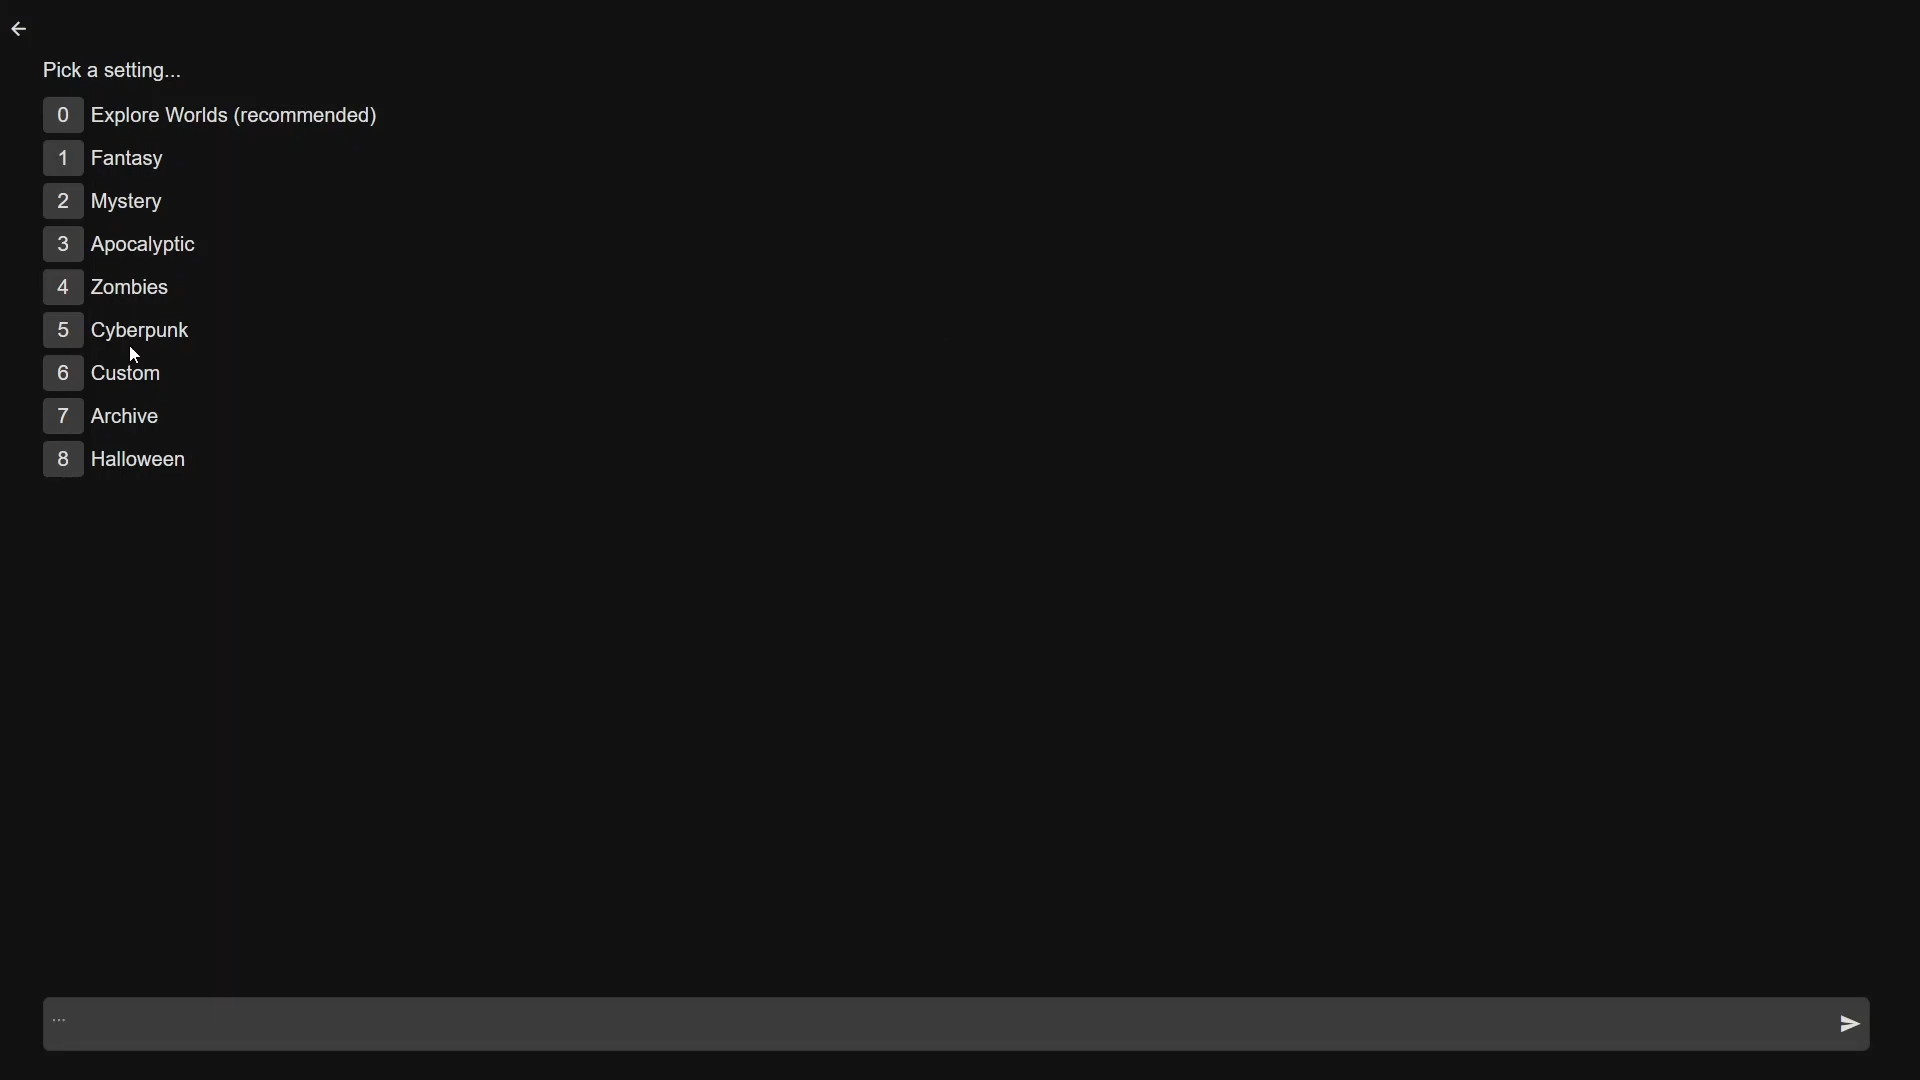 Pick a setting...
0 Explore Worlds (recommended)
1 Fantasy
2 Mystery
3 Apocalyptic
4 Zombies
5 Cyberpunk
6 Custom
7 Archive
8 Halloween
...